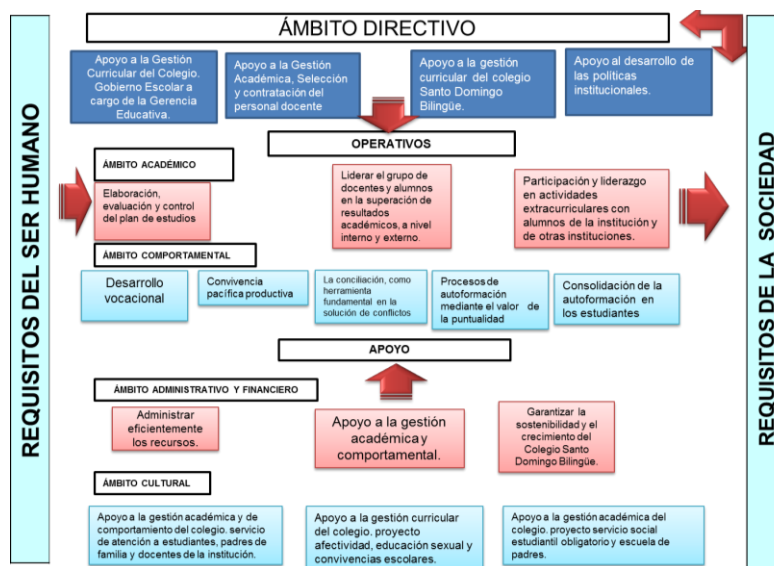 ÁMBITO DIRECTIVO
REQUISITOS DEL SER HUMANO
Apoyo a la Gestión
Curricular del Colegio.
Gobierno Escolar a
cargo de la Gerencia
Educativa.
Apoyo a la Gestión
Académica, Selección
y contratación del
personal docente
Apoyo a la gestión
curricular del colegio
Santo Domingo
Bilingüe.
Apoyo al desarrollo de
las políticas
institucionales.
OPERATIVOS
ÁMBITO ACADÉMICO
Elaboración,
evaluación y control
del plan de estudios
Liderar el grupo de
docentes y alumnos
en la superación de
resultados
académicos, a nivel
interno y externo.
Participación y liderazgo
en actividades
extracurriculares con
alumnos de la institución y
de otras instituciones.
ÁMBITO COMPORTAMENTAL
Desarrollo
vocacional
Convivencia
pacífica productiva
La conciliación, como
herramienta
fundamental en la
solución de conflictos
Procesos de
autoformación
mediante el valor de
la puntualidad
Consolidación de la
autoformación en
los estudiantes
APOYO
ÁMBITO ADMINISTRATIVO Y FINANCIERO
Administrar
eficientemente
los recursos.
Apoyo a la gestión
académica y
comportamental.
Garantizar la
sostenibilidad y el
crecimiento del
Colegio Santo
Domingo Bilingüe.
ÁMBITO CULTURAL
Apoyo a la gestión académica y de
comportamiento del colegio. servicio
de atención a estudiantes, padres de
familia y docentes de la institución.
Apoyo a la gestión curricular
del colegio. proyecto
afectividad, educación sexual y
convivencias escolares.
Apoyo a la gestión académica del
colegio. proyecto servicio social
estudiantil obligatorio y escuela de
padres.
REQUISITOS DE LA SOCIEDAD